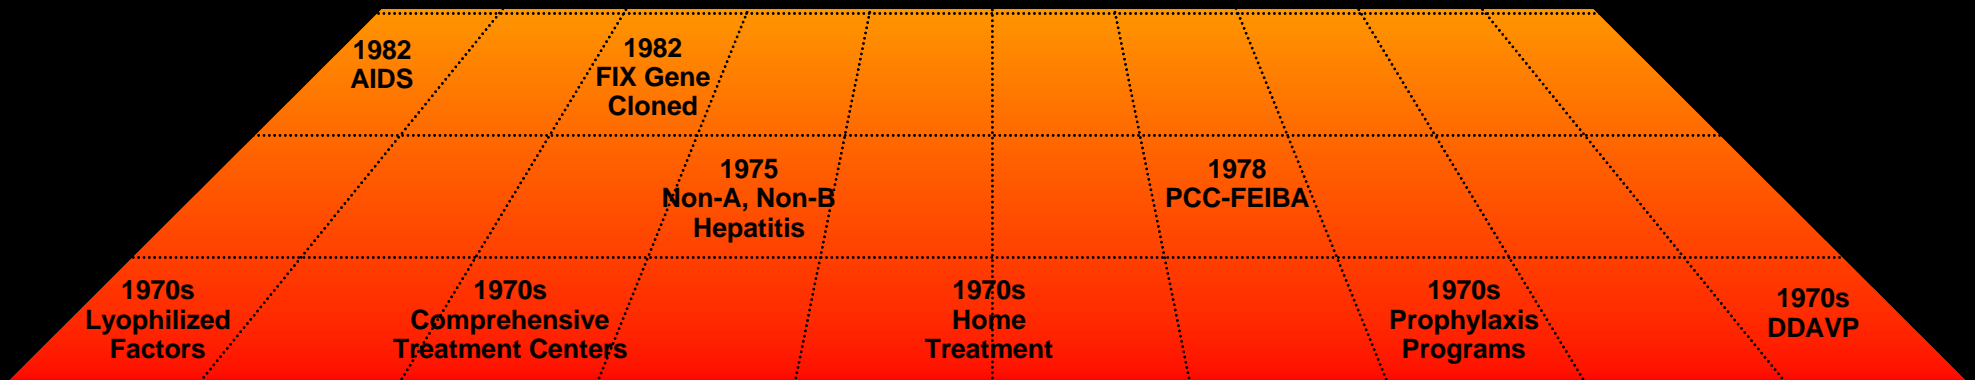 1982
AIDS
1982
FIX Gene
Cloned
1975
Non-A, Non-B
Hepatitis
1978
PCC-FEIBA
1970s
Lyophilized
Factors
1970s
Comprehensive
Treatment Centers
1970s
Home
Treatment
1970s
Prophylaxis
Programs
1970s
DDAVP